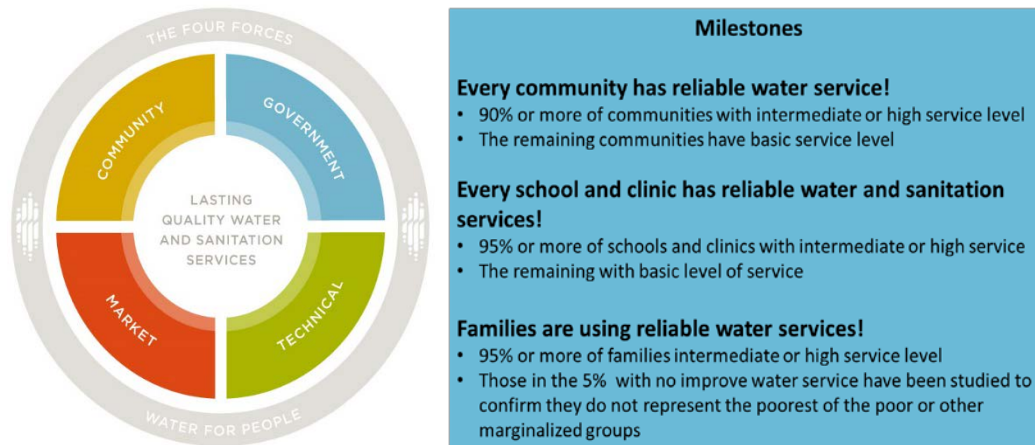 THE FOUR FORCES
COMMUNITY
GOVERNMENT
LASTING
QUALITY WATER
AND SANITATION
SERVICES
MARKET
TECHNICAL
WATER FOR PEOPLE
Milestones
Every community has reliable water service!
• 90% or more of communities with intermediate or high service level
• The remaining communities have basic service level
Every school and clinic has reliable water and sanitation
services!
• 95% or more of schools and clinics with intermediate or high service
• The remaining with basic level of service
Families are using reliable water services!
• 95% or more of families intermediate or high service level
• Those in the 5% with no improve water service have been studied to
confirm they do not represent the poorest of the poor or other
marginalized groups